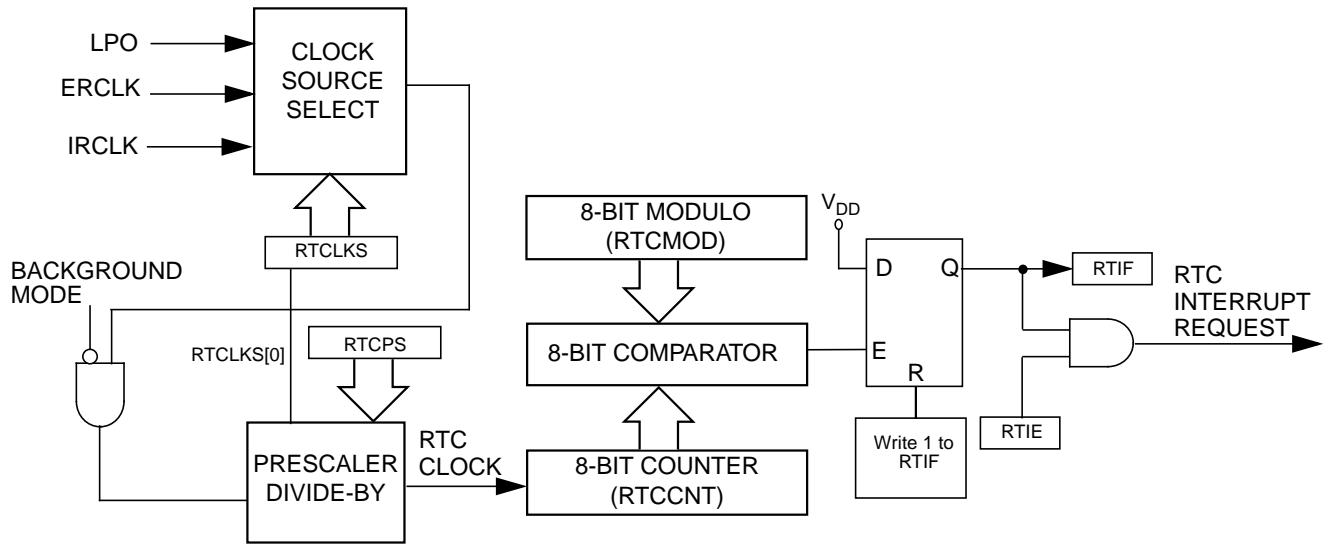 LPO
ERCLK
IRCLK
CLOCK
SOURCE
SELECT
RTCLKS
BACKGROUND
MODE
RTCLKS[0]
RTCPS
PRESCALER
DIVIDE-BY
RTC
CLOCK
8-BIT MODULO
(RTCMOD)
8-BIT COMPARATOR
8-BIT COUNTER
(RTCCNT)
VDD
D
Q
E
R
Write 1 to
RTIF
RTIF
RTIE
RTC
INTERRUPT
REQUEST